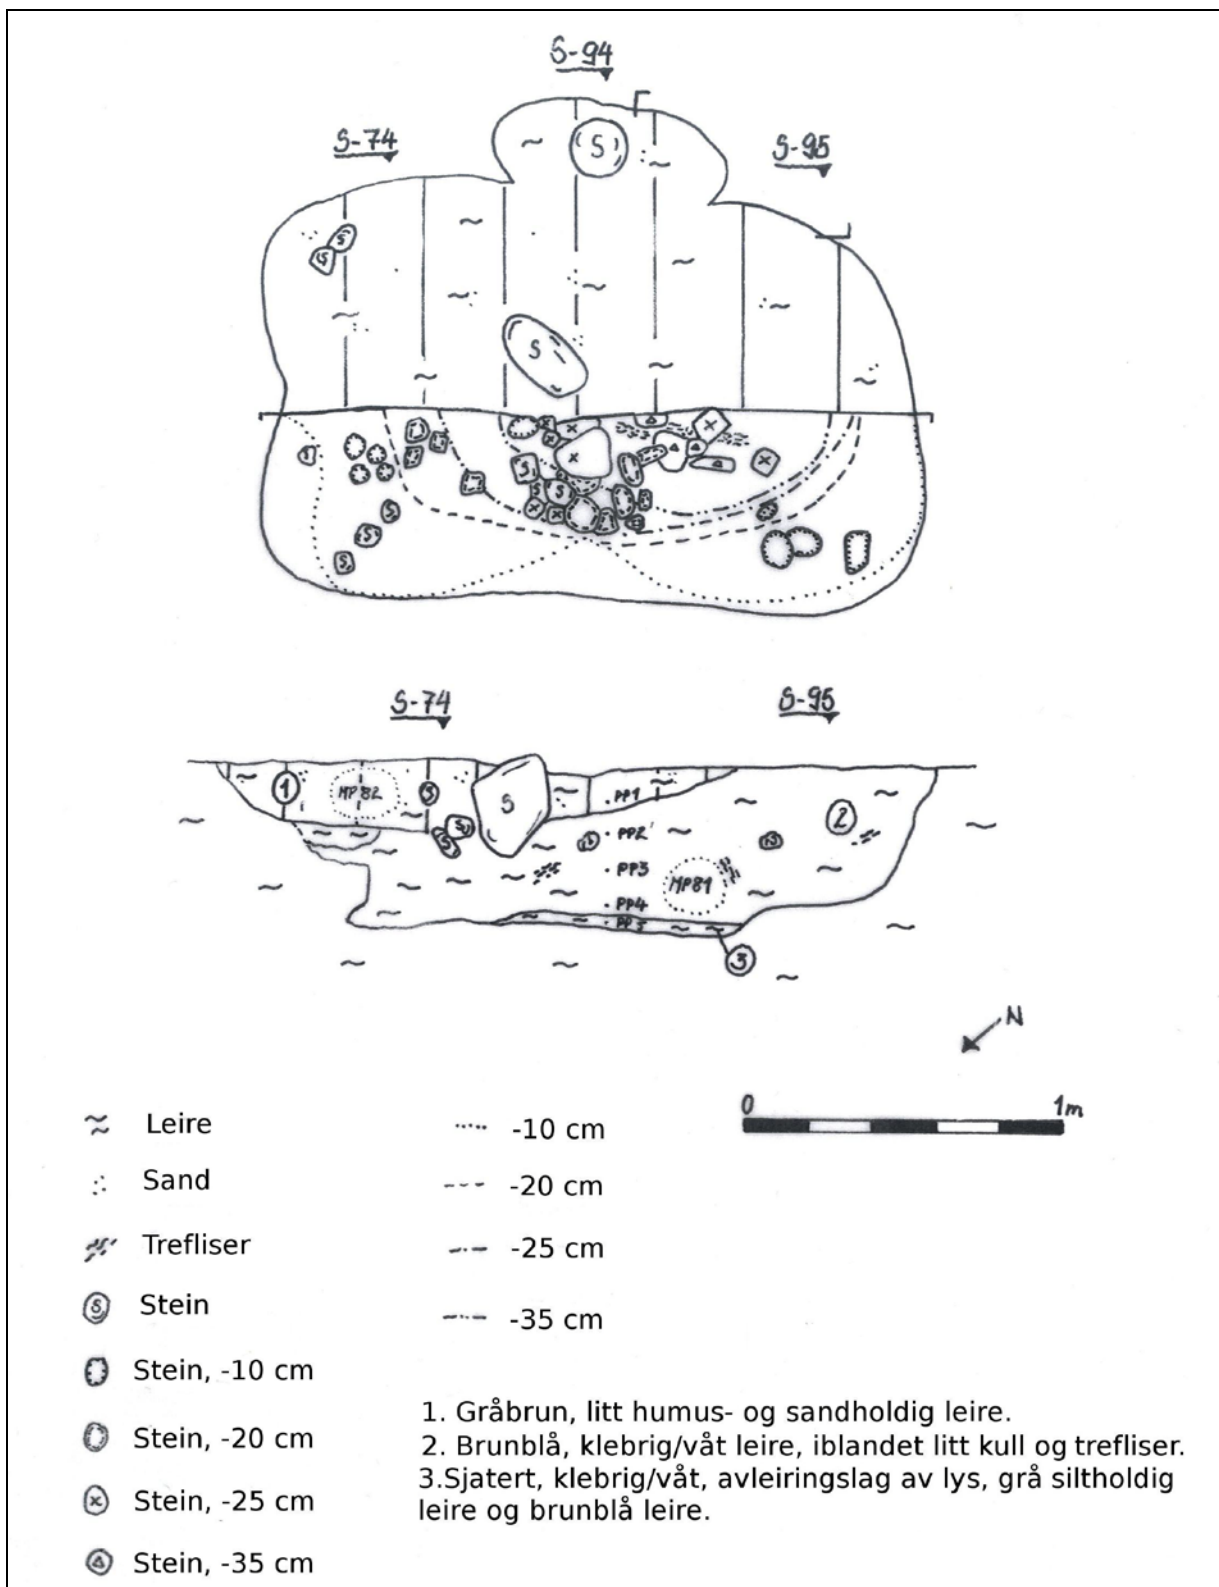 S-94
S-74
S-95
S
S
S
S
S
S
S
S
S
S
S
S-74
S-95
1
MP 82
S
S
PP1
2
S
S
PP2
PP3
MP81
PP4
3
N
0 1m
Leire
Sand
Trefliser
S Stein
Stein, -10 cm
Stein, -20 cm
x Stein, -25 cm
Stein, -35 cm
-10 cm
-20 cm
-25 cm
-35 cm
1. Gråbrun, litt humus- og sandholdig leire.
2. Brunblå, klebrig/våt leire, iblandet litt kull og trefliser.
3.Sjatert, klebrig/våt, avleiringslag av lys, grå siltholdig
leire og brunblå leire.